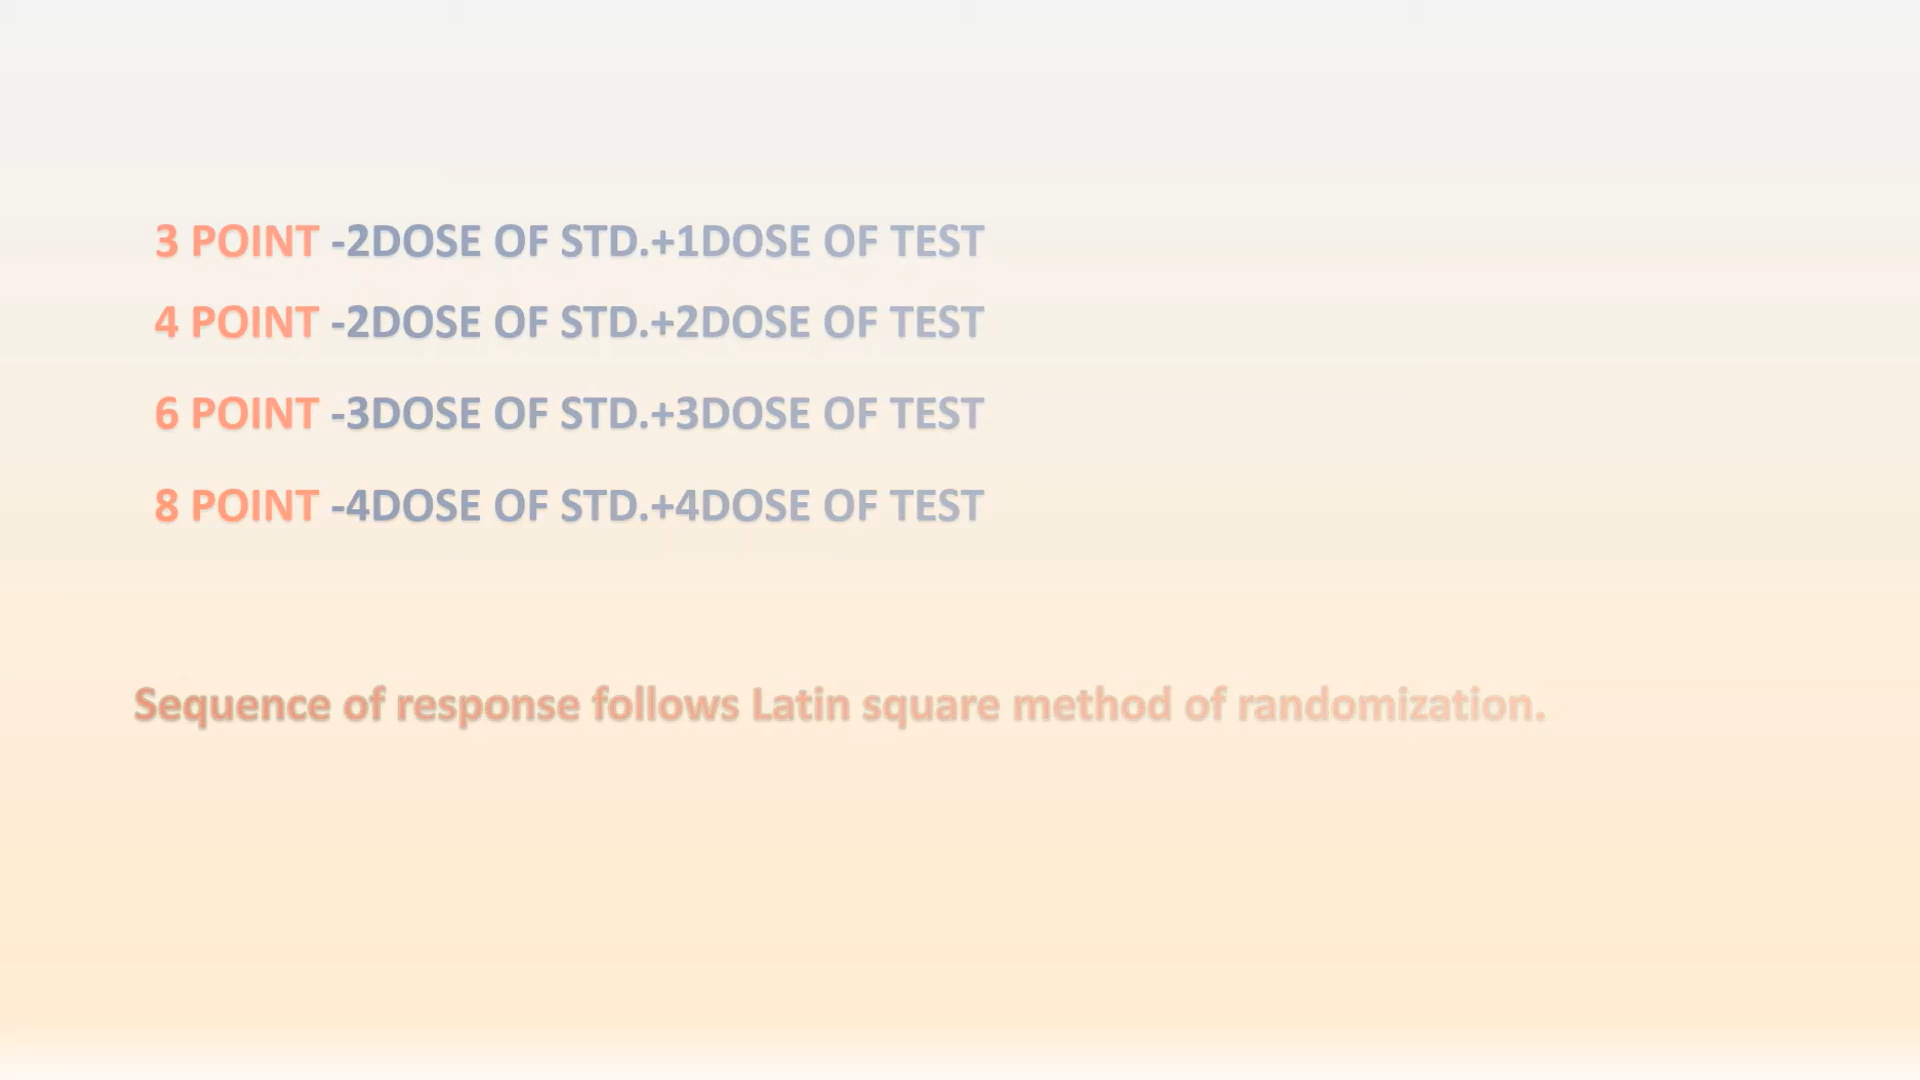 3 POINT -2DOSE OF STD.+1DOSE OF TEST
4 POINT -2DOSE OF STD.+2DOSE OF TEST
6 POINT -3DOSE OF STD.+3DOSE OF TEST
8 POINT -4DOSE OF STD.+4DOSE OF TEST
Sequence of response follows Latin square method of randomization.